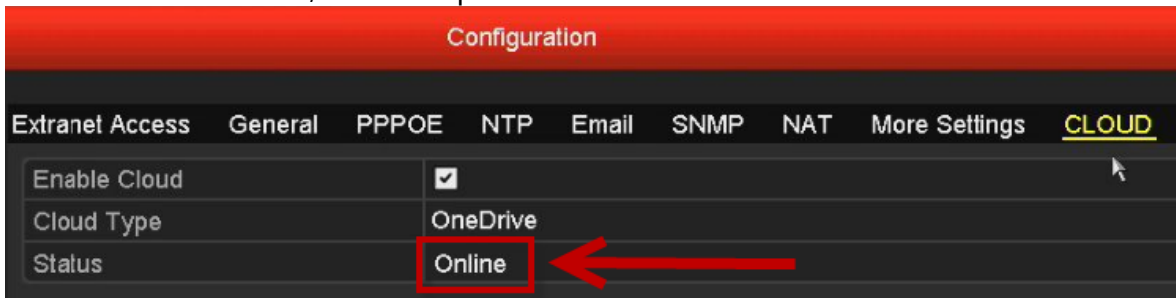 Configuration
Extranet Access General PPPOE NTP Email SNMP NAT More Settings CLOUD
Enable Cloud
Cloud Type OneDrive
Status Online